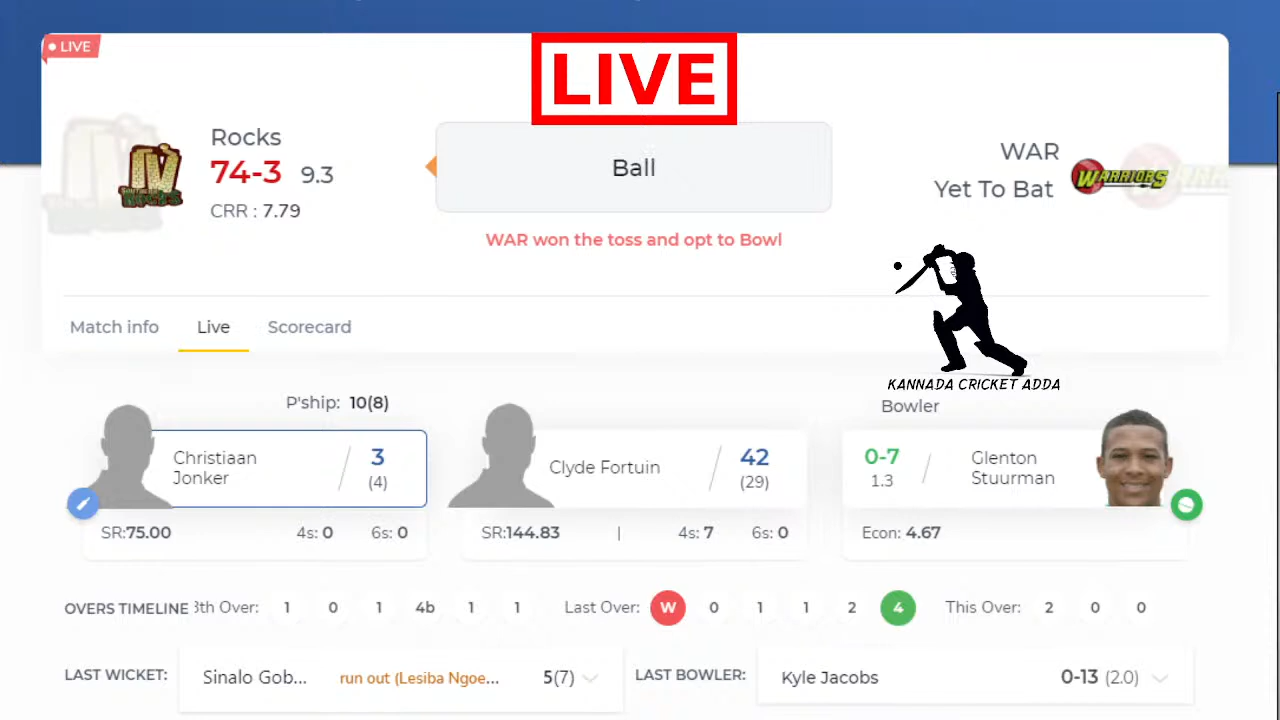 LIVE
LIVE
Rocks
74-3 9.3
CRR : 7.79
Ball
WAR won the toss and opt to Bowl
WAR
Yet To Bat
WARRIORS
Match info Live Scorecard
KANNADA CRICKET ADDA
P'ship: 10(8)
Christiaan Jonker
3
(4)
SR:75.00 4s: 0 6s: 0
Clyde Fortuin
42
(29)
SR:144.83 | 4s: 7 6s: 0
Bowler
0-7
1.3
Glenton Stuurman
Econ: 4.67
OVERS TIMELINE th Over: 1 0 1 4b 1 1 Last Over: W 0 1 1 2 4 This Over: 2 0 0
LAST WICKET: Sinalo Gob... run out (Lesiba Ngoe... 5(7)
LAST BOWLER: Kyle Jacobs 0-13 (2.0)